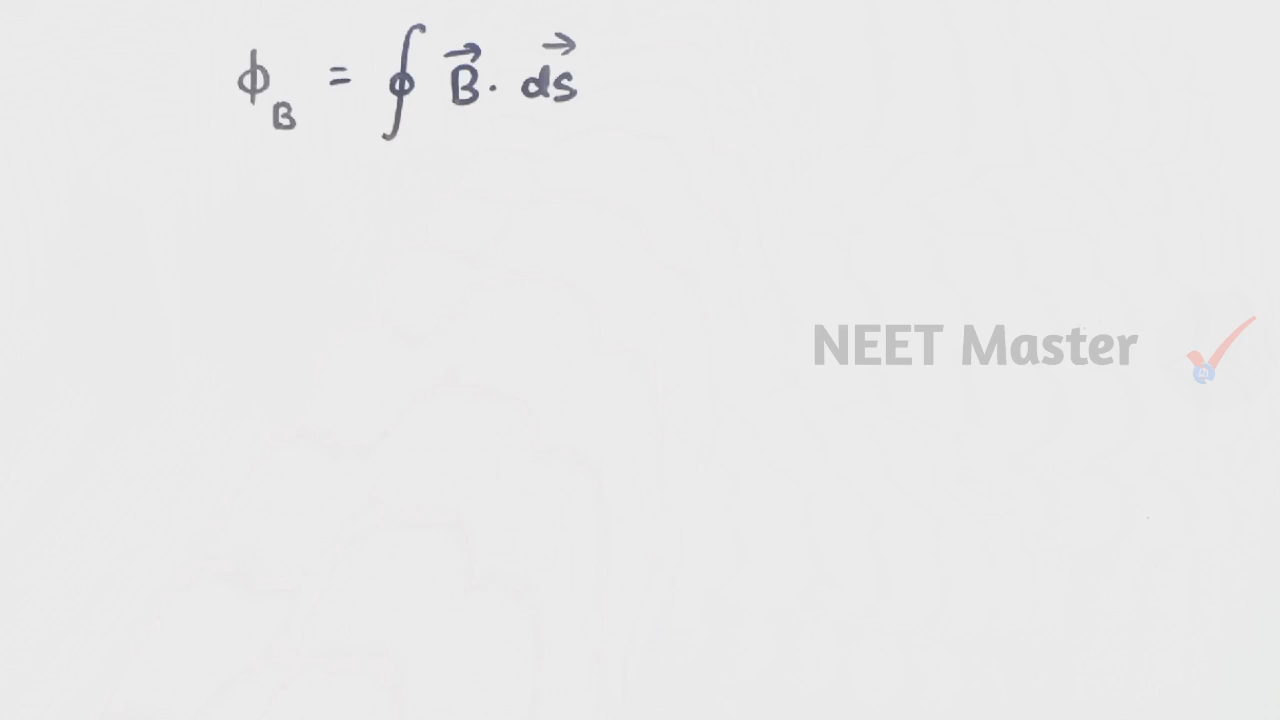 ϕ_B = ∮ B⃗ . ds⃗
NEET Master